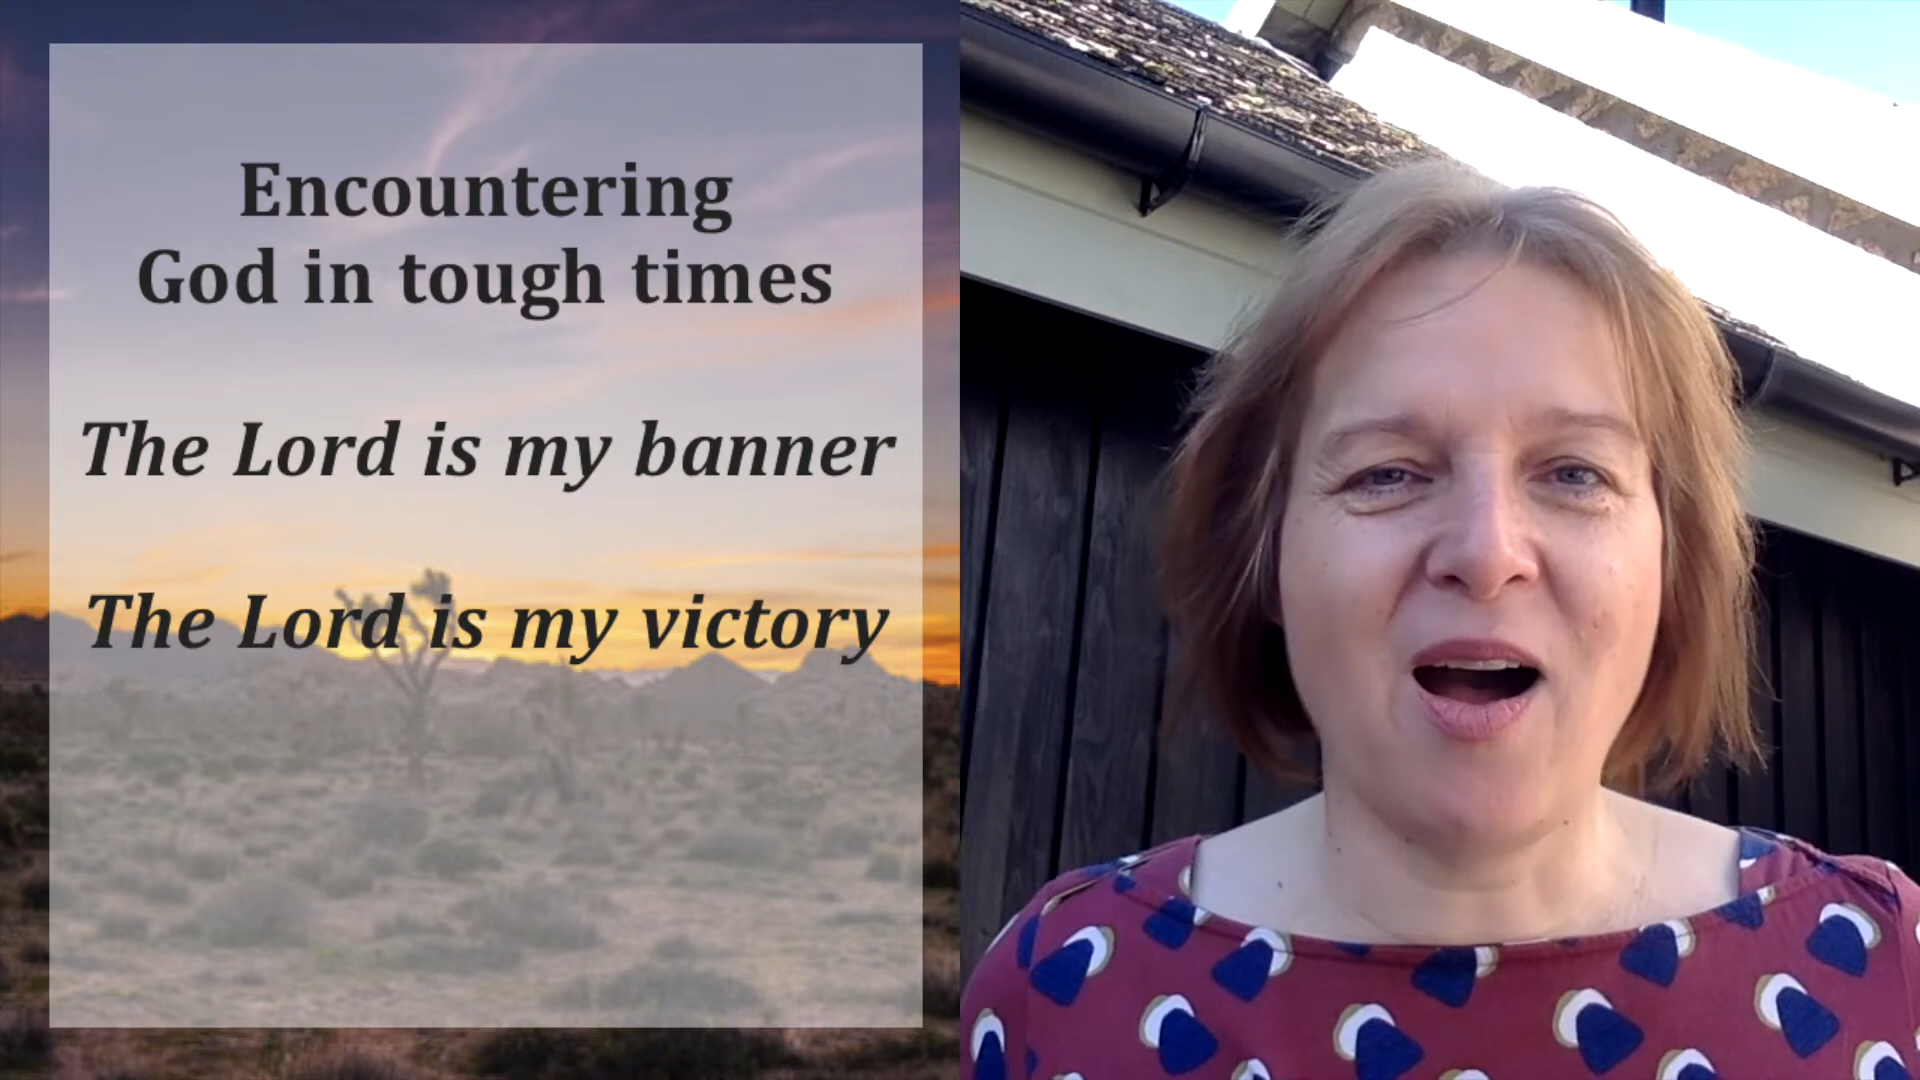 Encountering
God in tough times
The Lord is my banner
The Lord is my victory